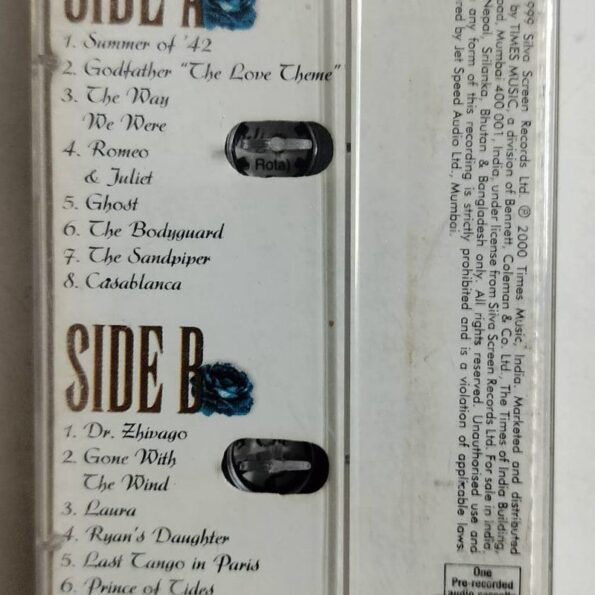 SIDE A
1. Summer of '42
2. Godfather "The Love Theme"
3. The Way
We Were
4. Romeo
& Juliet
5. Ghost
6. The Bodyguard
7. The Sandpiper
8. Casablanca
SIDE B
1. Dr. Zhivago
2. Gone With
The Wind
3. Laura
4. Ryan's Daughter
5. Last Tango in Paris
6. Prince of Tides
Rota)
999 Silva Screen Records Ltd. ℗ 2000 Times Music, India. Marketed and distributed
by TIMES MUSIC, a division of Bennett, Coleman & Co. Ltd., The Times of India Building,
oad, Mumbai 400 001, India, under license from Silva Screen Records Ltd. For sale in India,
Nepal, Srilanka, Bhutan & Bangladesh only. All rights reserved. Unauthorised use and
any form of this recording is strictly prohibited and is a violation of applicable laws.
red by Jet Speed Audio Ltd., Mumbai.
One
Pre-recorded
audio cassette